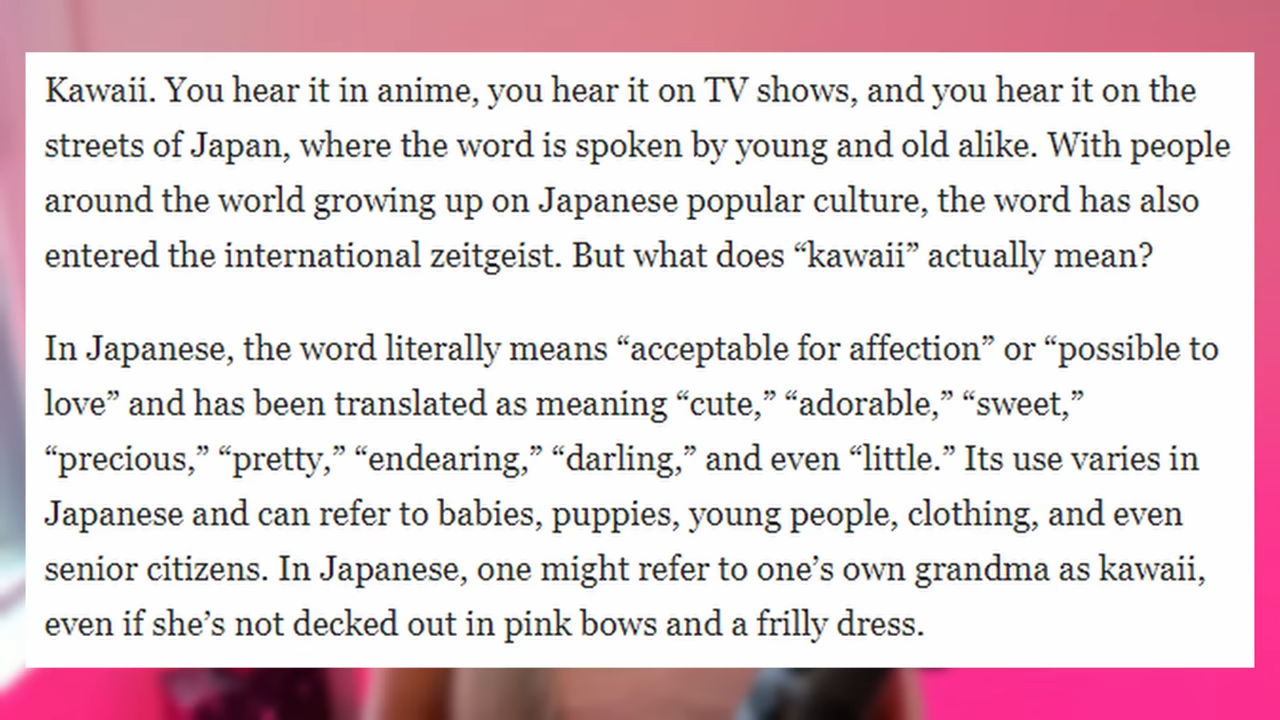 Kawaii. You hear it in anime, you hear it on TV shows, and you hear it on the
streets of Japan, where the word is spoken by young and old alike. With people
around the world growing up on Japanese popular culture, the word has also
entered the international zeitgeist. But what does “kawaii” actually mean?
In Japanese, the word literally means “acceptable for affection” or “possible to
love” and has been translated as meaning “cute,” “adorable,” “sweet,”
“precious,” “pretty,” “endearing,” “darling,” and even “little.” Its use varies in
Japanese and can refer to babies, puppies, young people, clothing, and even
senior citizens. In Japanese, one might refer to one’s own grandma as kawaii,
even if she’s not decked out in pink bows and a frilly dress.